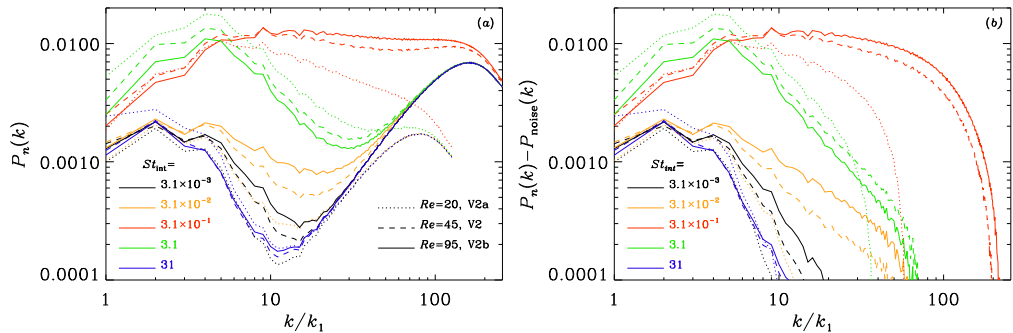 (a)
0.0100
0.0010
0.0001
P_n(k)
St_int=
3.1×10⁻³
3.1×10⁻²
3.1×10⁻¹
3.1
31
Re=20, V2a
Re=45, V2
Re=95, V2b
1
10
100
k/k₁
(b)
0.0100
0.0010
0.0001
P_n(k)−P_noise(k)
St_int=
3.1×10⁻³
3.1×10⁻²
3.1×10⁻¹
3.1
31
1
10
100
k/k₁